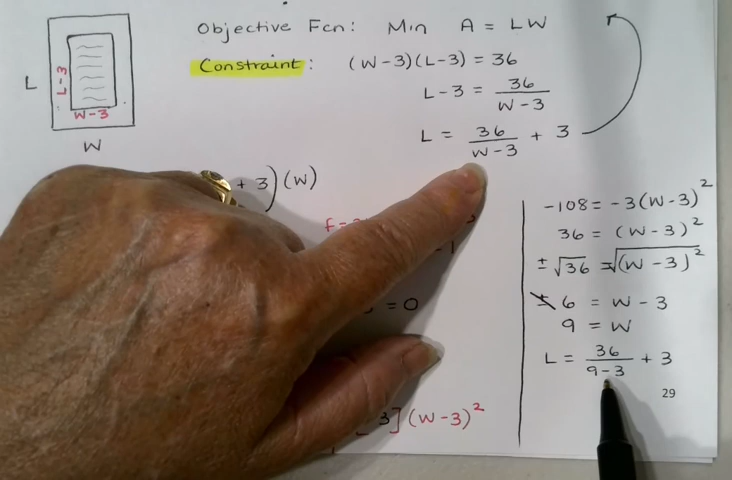 Objective Fcn: Min A = LW
Constraint: (W-3)(L-3) = 36
L-3 = 36/(W-3)
L = 36/(W-3) + 3
L
L-3
W-3
W
+ 3)(W)
= 0
3](W-3)²
-108 = -3(W-3)²
36 = (W-3)²
±√36 = √(W-3)²
± 6 = W-3
9 = W
L = 36/(9-3) + 3
29